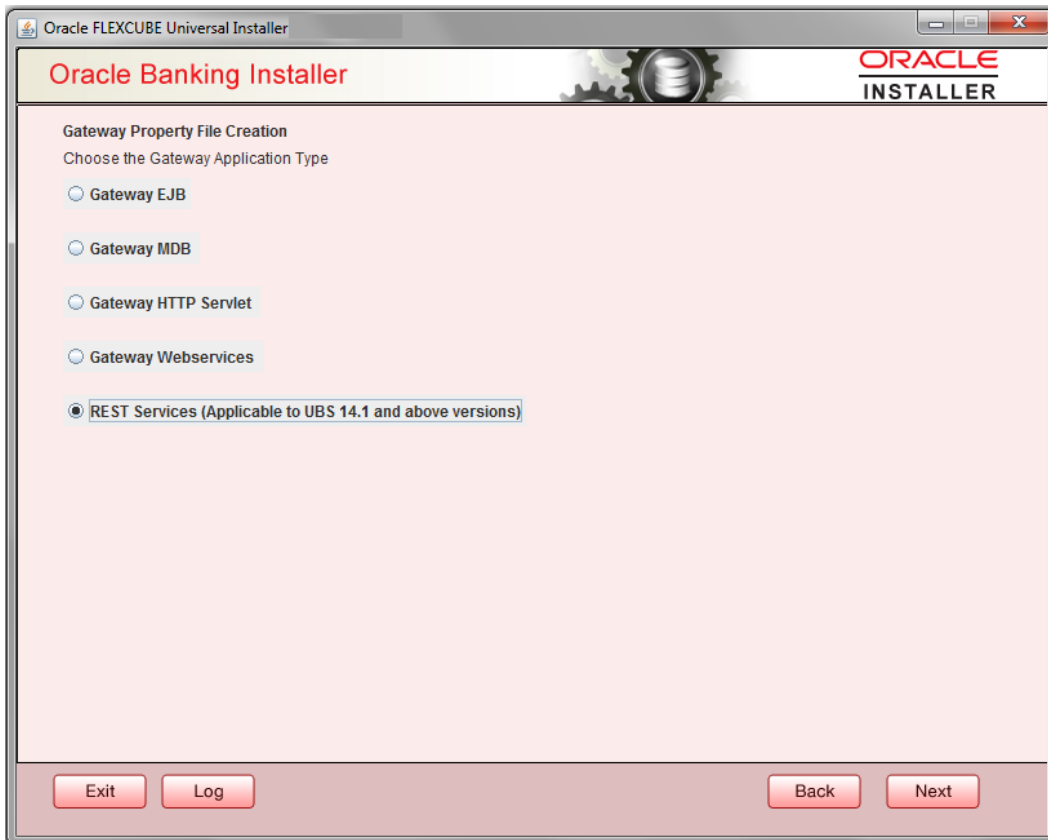 Oracle FLEXCUBE Universal Installer
Oracle Banking Installer
ORACLE
INSTALLER
Gateway Property File Creation
Choose the Gateway Application Type
Gateway EJB
Gateway MDB
Gateway HTTP Servlet
Gateway Webservices
REST Services (Applicable to UBS 14.1 and above versions)
Exit
Log
Back
Next